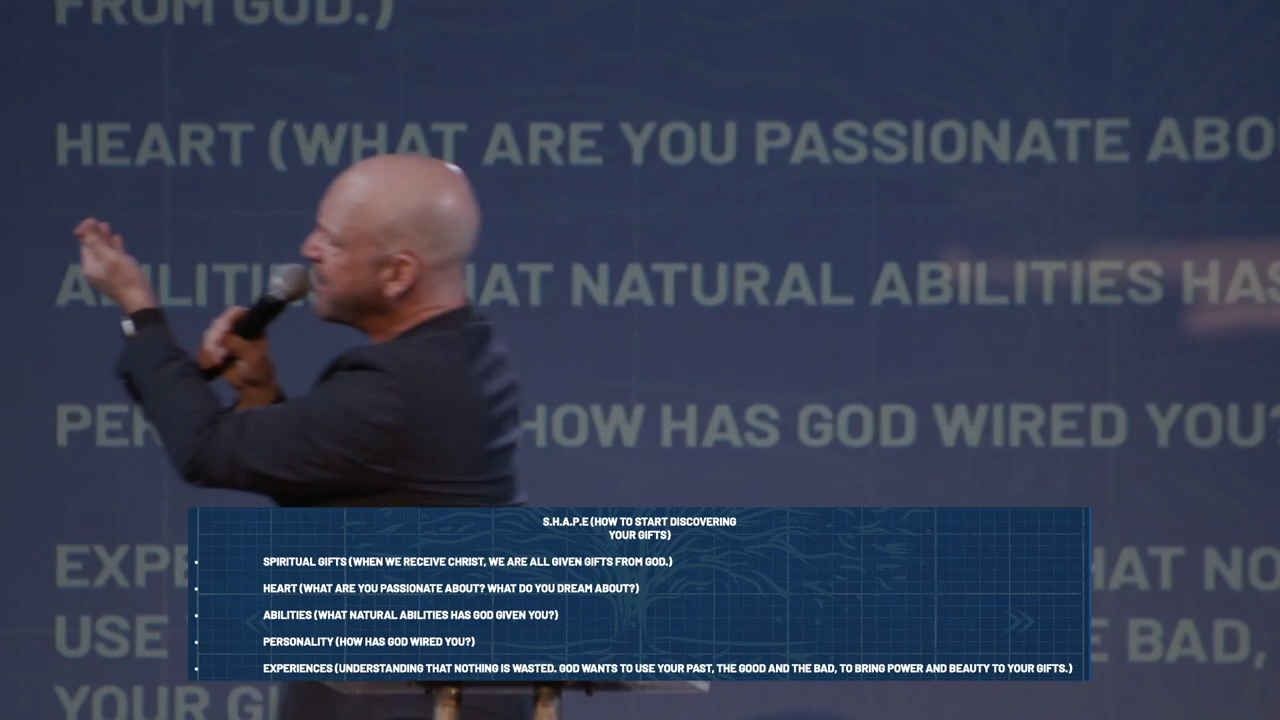 FROM GOD.)
HEART (WHAT ARE YOU PASSIONATE ABO
ABILITI HAT NATURAL ABILITIES HAS
PER HOW HAS GOD WIRED YOU?
EXPE HAT NO
USE E BAD,
YOUR GI
S.H.A.P.E (HOW TO START DISCOVERING
YOUR GIFTS)
• SPIRITUAL GIFTS (WHEN WE RECEIVE CHRIST, WE ARE ALL GIVEN GIFTS FROM GOD.)
• HEART (WHAT ARE YOU PASSIONATE ABOUT? WHAT DO YOU DREAM ABOUT?)
• ABILITIES (WHAT NATURAL ABILITIES HAS GOD GIVEN YOU?)
• PERSONALITY (HOW HAS GOD WIRED YOU?)
• EXPERIENCES (UNDERSTANDING THAT NOTHING IS WASTED. GOD WANTS TO USE YOUR PAST, THE GOOD AND THE BAD, TO BRING POWER AND BEAUTY TO YOUR GIFTS.)